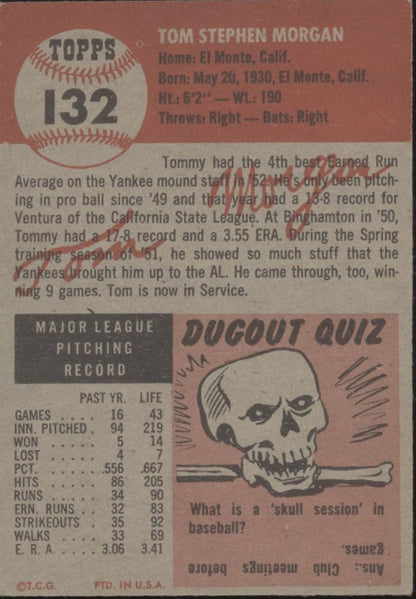 TOPPS
132
TOM STEPHEN MORGAN
Home: El Monte, Calif.
Born: May 20, 1930, El Monte, Calif.
Ht.: 6'2" — Wt.: 190
Throws: Right — Bats: Right
Tommy had the 4th best Earned Run
Average on the Yankee mound staff in '52. He's only been pitch-
ing in pro ball since '49 and that year had a 18-8 record for
Ventura of the California State League. At Binghamton in '50,
Tommy had a 17-8 record and a 3.55 ERA. During the Spring
training season of '51, he showed so much stuff that the
Yankees brought him up to the AL. He came through, too, win-
ning 9 games. Tom is now in Service.
Tom Morgan
MAJOR LEAGUE
PITCHING
RECORD
PAST YR. LIFE
GAMES . . . . . 16 43
INN. PITCHED . 94 219
WON . . . . . 5 14
LOST . . . . . 4 7
PCT. . . . . . .556 .667
HITS . . . . . 86 205
RUNS . . . . . 34 90
ERN. RUNS . . . 32 83
STRIKEOUTS . . 35 92
WALKS . . . . 33 69
E. R. A. . . . . 3.06 3.41
©T.C.G. PTD. IN U.S.A.
DUGOUT QUIZ
What is a 'skull session' in
baseball?
Ans.: Club meetings before
games.